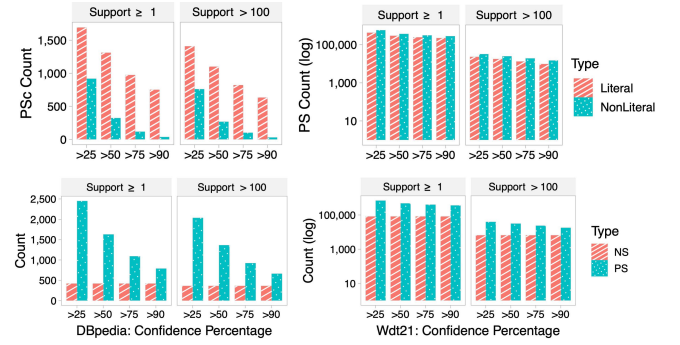 Support ≥ 1
Support > 100
PSc Count
1,500
1,000
500
0
>25 >50 >75 >90
>25 >50 >75 >90
Support ≥ 1
Support > 100
PS Count (log)
100,000
1,000
10
>25 >50 >75 >90
>25 >50 >75 >90
Type
Literal
NonLiteral
Support ≥ 1
Support > 100
Count
2,500
2,000
1,500
1,000
500
0
>25 >50 >75 >90
>25 >50 >75 >90
DBpedia: Confidence Percentage
Support ≥ 1
Support > 100
Count (log)
100,000
1,000
10
>25 >50 >75 >90
>25 >50 >75 >90
Wdt21: Confidence Percentage
Type
NS
PS